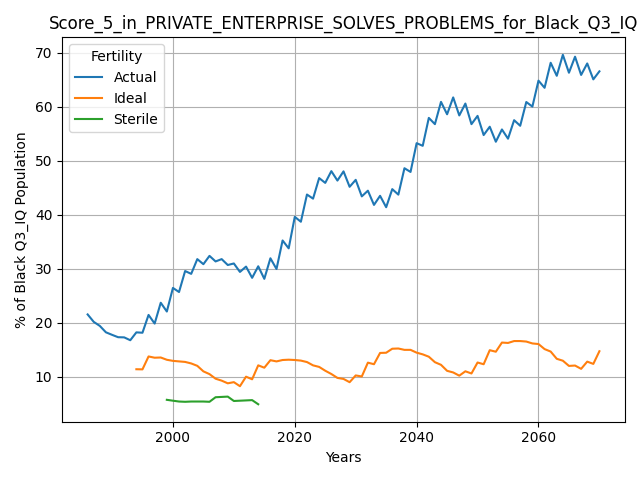 Score_5_in_PRIVATE_ENTERPRISE_SOLVES_PROBLEMS_for_Black_Q3_IQ
Fertility
Actual
Ideal
Sterile
% of Black Q3_IQ Population
70
60
50
40
30
20
10
2000
2020
2040
2060
Years